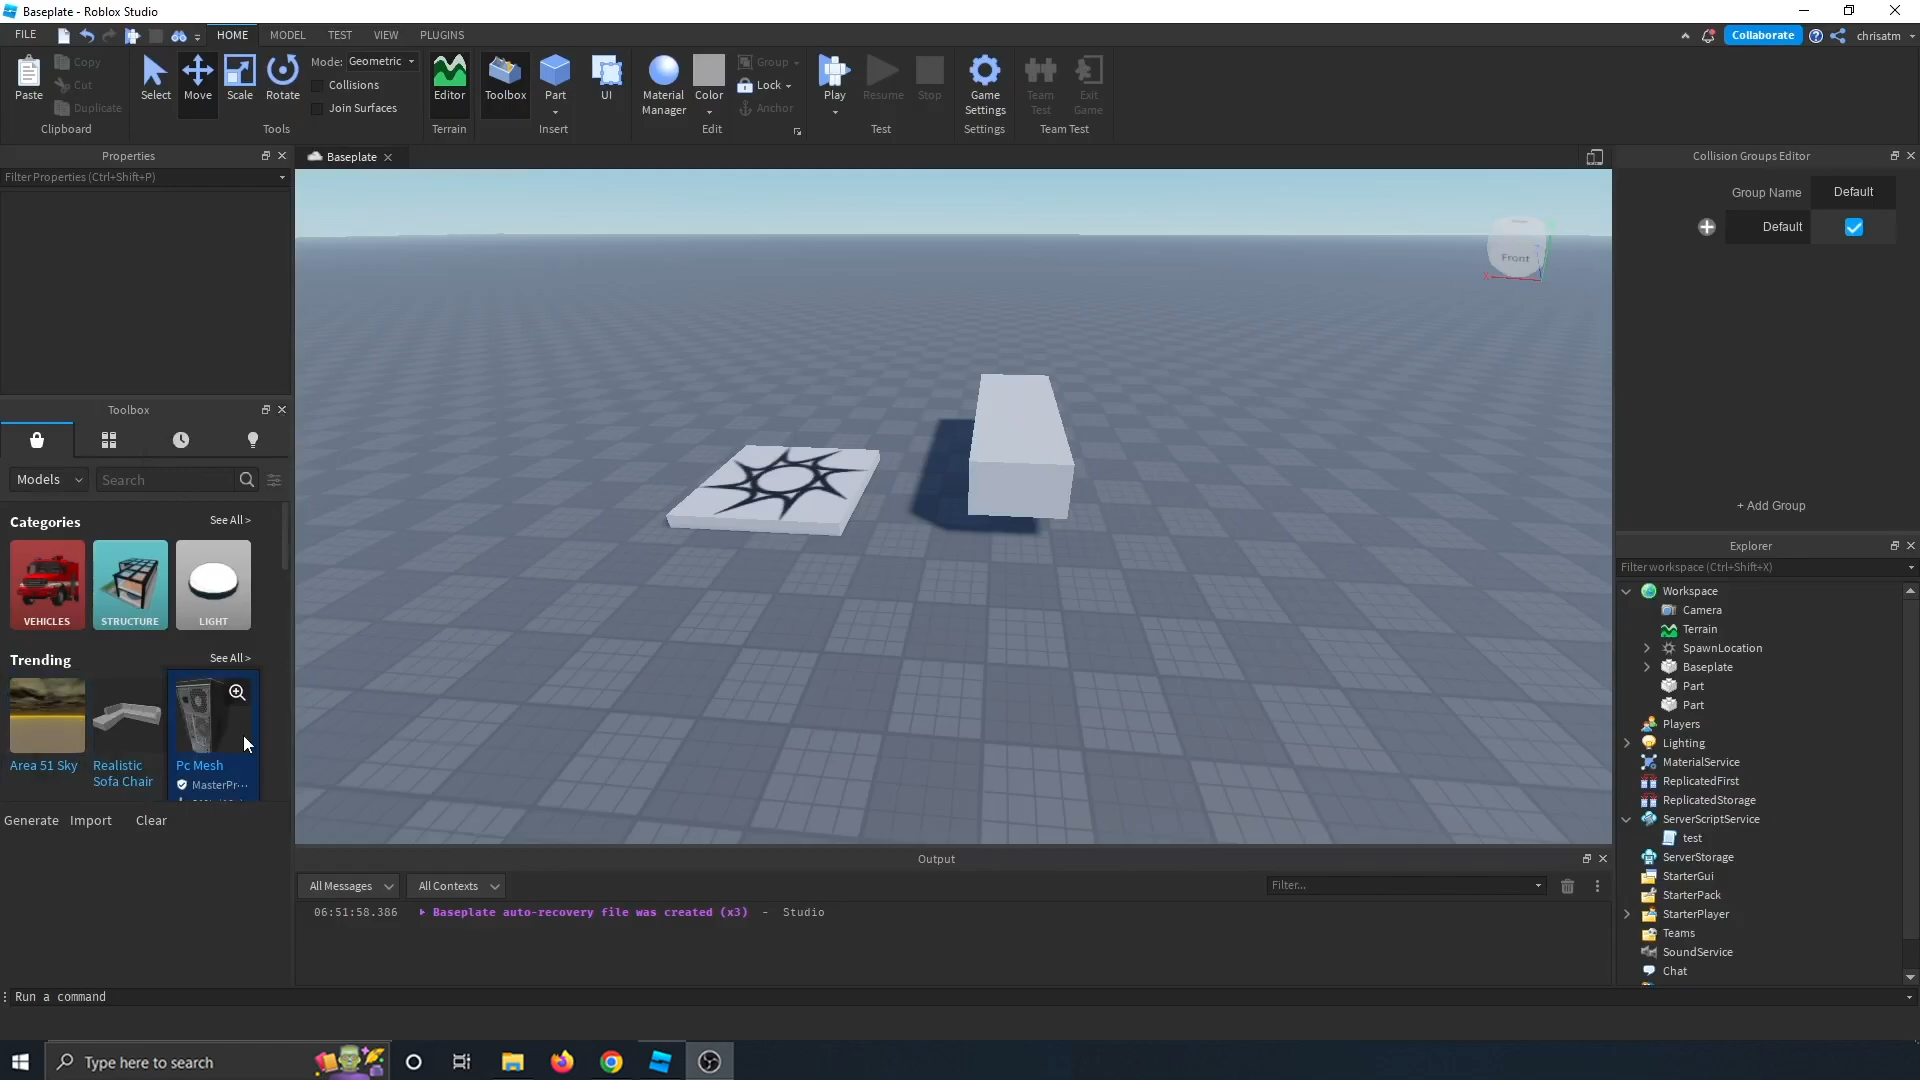 Baseplate - Roblox Studio
FILE
HOME
MODEL
TEST
VIEW
PLUGINS
Collaborate
chrisatm
Paste
Copy
Cut
Duplicate
Clipboard
Select
Move
Scale
Rotate
Mode: Geometric
Collisions
Join Surfaces
Tools
Editor
Terrain
Toolbox
Part
UI
Insert
Material Manager
Color
Group
Lock
Anchor
Edit
Play
Resume
Stop
Test
Game Settings
Settings
Team Test
Exit Game
Team Test
Properties
Filter Properties (Ctrl+Shift+P)
Baseplate
Front
Collision Groups Editor
Group Name
Default
Default
+ Add Group
Toolbox
Models
Search
Categories
See All >
VEHICLES
STRUCTURE
LIGHT
Trending
See All >
Area 51 Sky
Realistic Sofa Chair
Pc Mesh
MasterPr...
Generate
Import
Clear
Explorer
Filter workspace (Ctrl+Shift+X)
Workspace
Camera
Terrain
SpawnLocation
Baseplate
Part
Part
Players
Lighting
MaterialService
ReplicatedFirst
ReplicatedStorage
ServerScriptService
test
ServerStorage
StarterGui
StarterPack
StarterPlayer
Teams
SoundService
Chat
Output
All Messages
All Contexts
Filter...
06:51:58.386 Baseplate auto-recovery file was created (x3) - Studio
Run a command
Type here to search